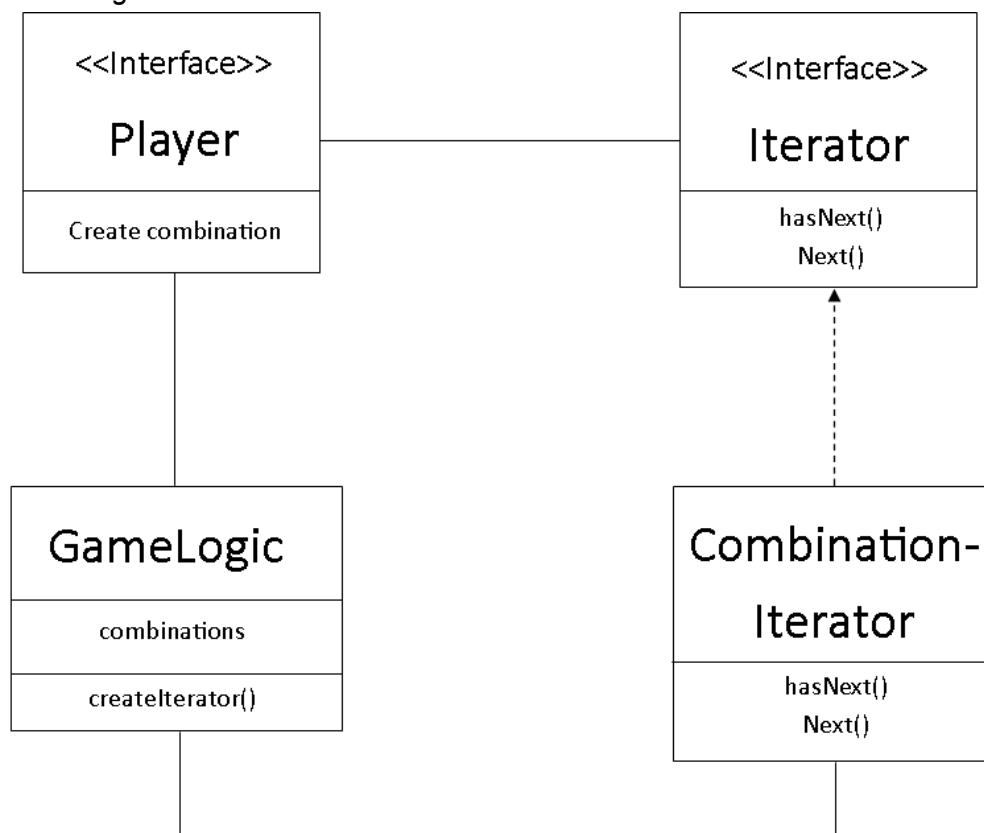 <<Interface>>
Player
Create combination
<<Interface>>
Iterator
hasNext()
Next()
GameLogic
combinations
createIterator()
Combination-
Iterator
hasNext()
Next()